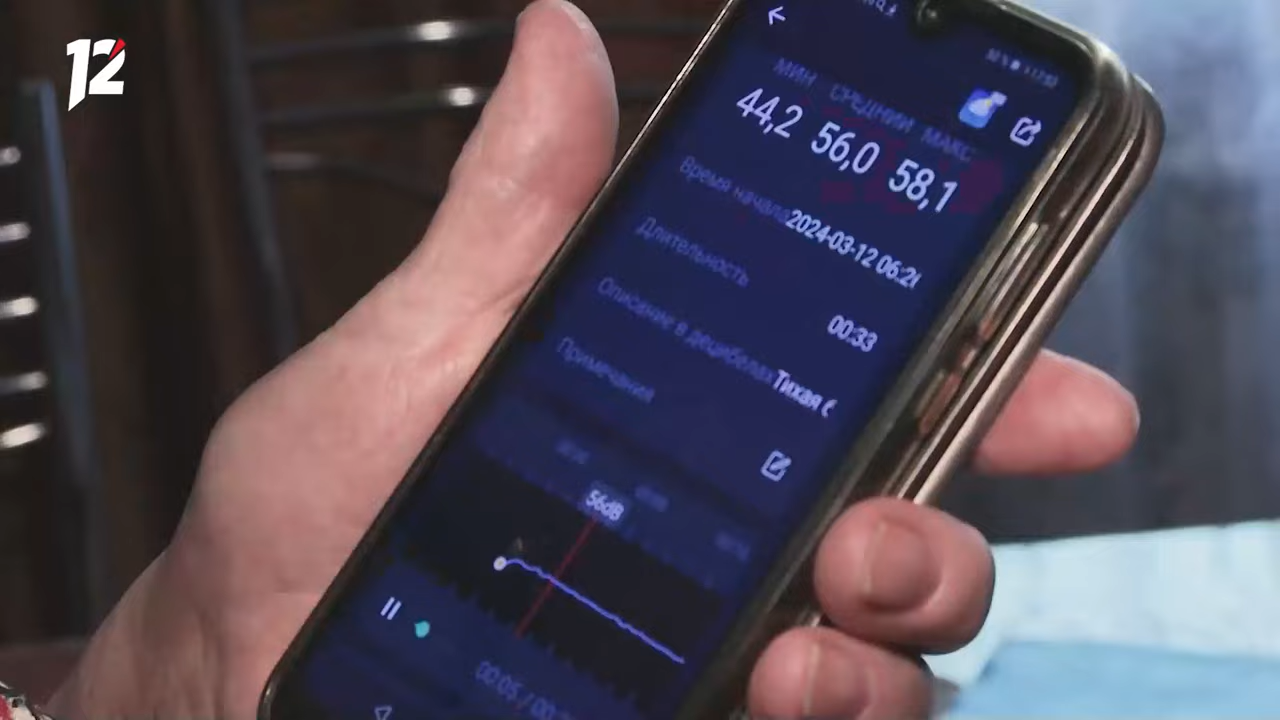 12
МИН СРЕДНИЙ МАКС
44,2 56,0 58,1
Время начала 2024-03-12 06:2
Длительность
00:33
Описание в децибелах Тихая
Примечания
56dB
00:05 / 00: